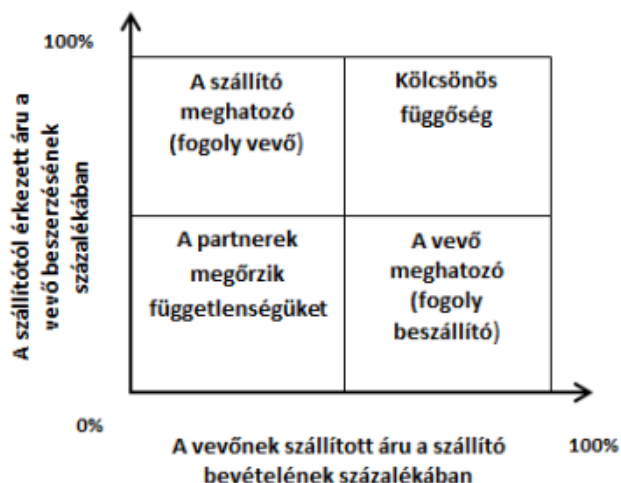 100%
A szállítótól érkezett áru a
vevő beszerzésének
százalékában
A szállító
meghatozó
(fogoly vevő)
Kölcsönös
függőség
A partnerek
megőrzik
függetlenségüket
A vevő
meghatozó
(fogoly
beszállító)
0%
A vevőnek szállított áru a szállító
bevételének százalékában
100%